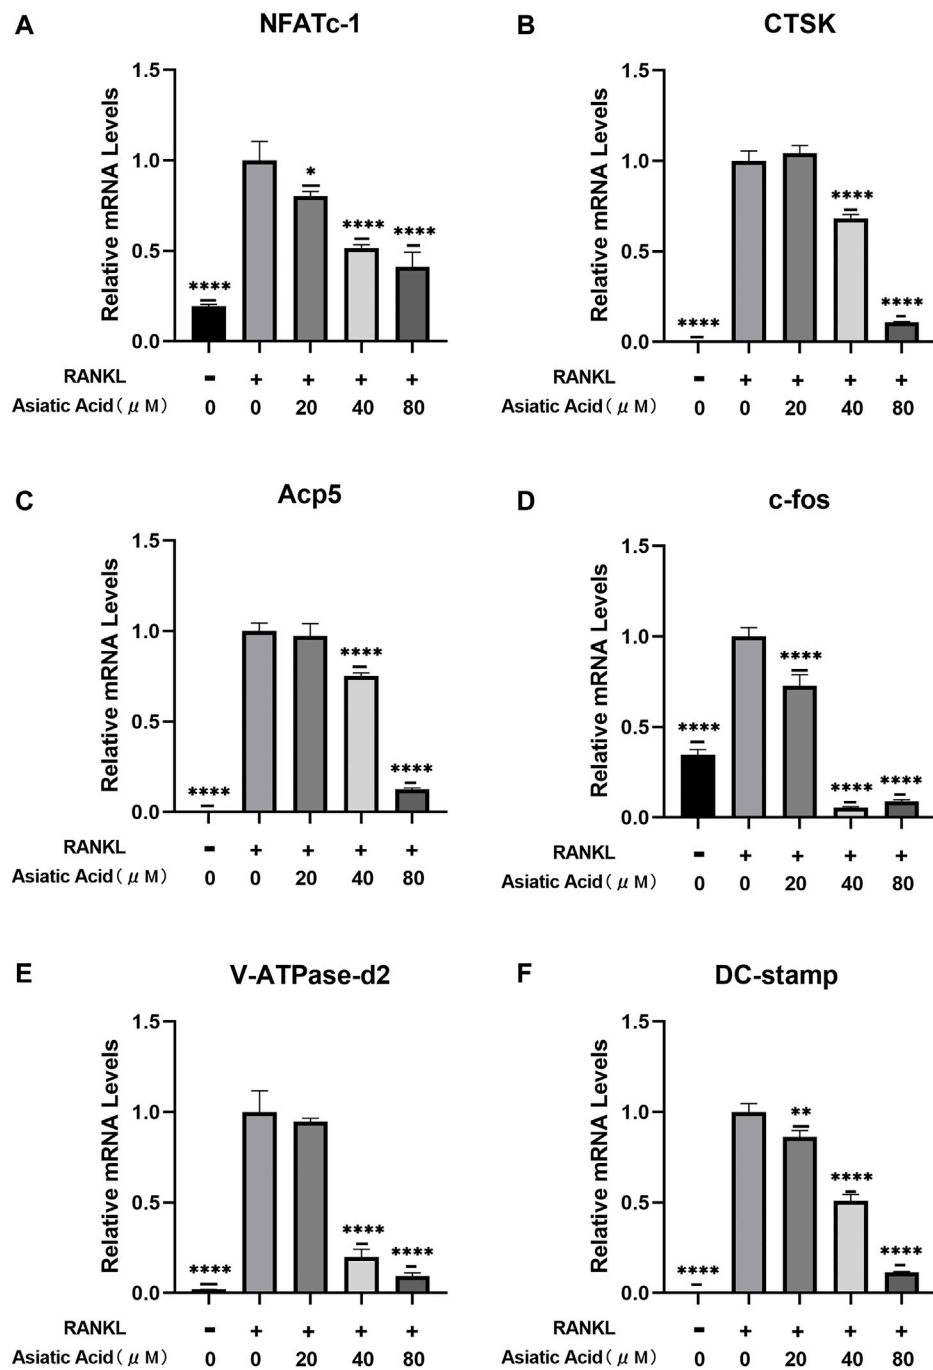 A NFATc-1
B CTSK
Relative mRNA Levels
1.5
1.0
0.5
0.0
* **** **** ****
RANKL - + + + +
Asiatic Acid ( μ M) 0 0 20 40 80
Relative mRNA Levels
1.5
1.0
0.5
0.0
**** **** ****
RANKL - + + + +
Asiatic Acid ( μ M) 0 0 20 40 80
C Acp5
D c-fos
Relative mRNA Levels
1.5
1.0
0.5
0.0
**** **** ****
RANKL - + + + +
Asiatic Acid ( μ M) 0 0 20 40 80
Relative mRNA Levels
1.5
1.0
0.5
0.0
**** **** **** ****
RANKL - + + + +
Asiatic Acid ( μ M) 0 0 20 40 80
E V-ATPase-d2
F DC-stamp
Relative mRNA Levels
1.5
1.0
0.5
0.0
**** **** ****
RANKL - + + + +
Asiatic Acid ( μ M) 0 0 20 40 80
Relative mRNA Levels
1.5
1.0
0.5
0.0
**** ** **** ****
RANKL - + + + +
Asiatic Acid ( μ M) 0 0 20 40 80